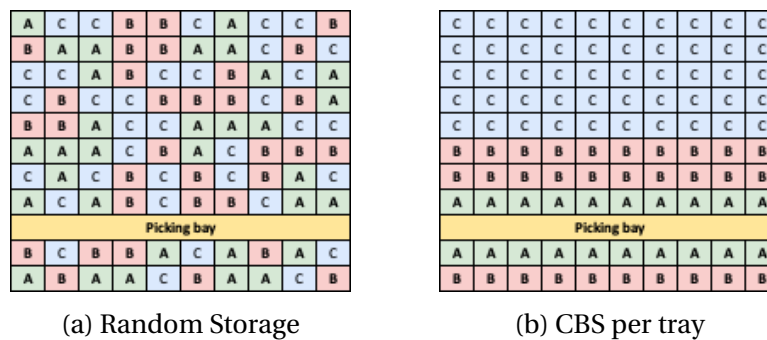 A C C B B C A C C B
B A A B B A A C B C
C C A B C C B A C A
C B C C B B B C B A
B B A C C A A A C C
A A A C B A C B B B
C A C B C B C B A C
A C A B C B B C A A
Picking bay
B C B B A C A B A C
A B A A C B A A C B
(a) Random Storage
C C C C C C C C C C
C C C C C C C C C C
C C C C C C C C C C
C C C C C C C C C C
C C C C C C C C C C
B B B B B B B B B B
B B B B B B B B B B
A A A A A A A A A A
Picking bay
A A A A A A A A A A
B B B B B B B B B B
(b) CBS per tray